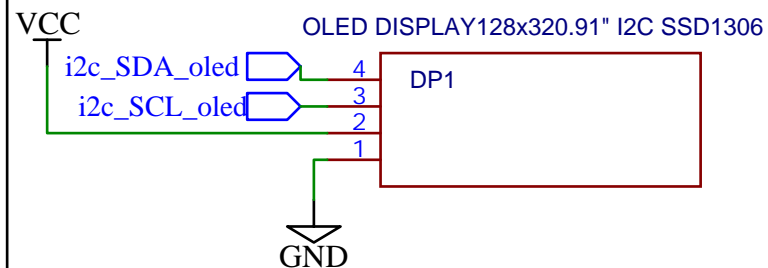 VCC
OLED DISPLAY128x320.91" I2C SSD1306
i2c_SDA_oled
4
DP1
i2c_SCL_oled
3
2
1
GND